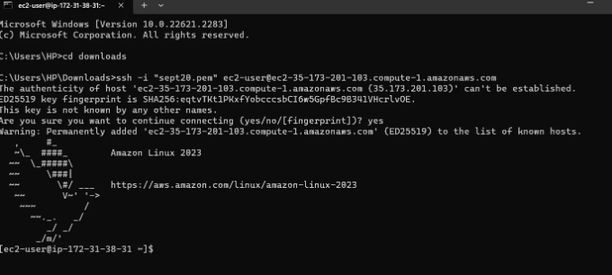 ec2-user@ip-172-31-38-31:~
Microsoft Windows [Version 10.0.22621.2283]
(c) Microsoft Corporation. All rights reserved.
C:\Users\HP>cd downloads
C:\Users\HP\Downloads>ssh -i "sept20.pem" ec2-user@ec2-35-173-201-103.compute-1.amazonaws.com
The authenticity of host 'ec2-35-173-201-103.compute-1.amazonaws.com (35.173.201.103)' can't be established.
ED25519 key fingerprint is SHA256:eqtvTKt1PKxfYobcccsbCI6w5GpfBc9B341VHcrlvOE.
This key is not known by any other names.
Are you sure you want to continue connecting (yes/no/[fingerprint])? yes
Warning: Permanently added 'ec2-35-173-201-103.compute-1.amazonaws.com' (ED25519) to the list of known hosts.
   ,     #_
   ~\_  ####_        Amazon Linux 2023
  ~~  \_#####\
  ~~     \###|
  ~~       \#/ ___   https://aws.amazon.com/linux/amazon-linux-2023
   ~~       V~' '->
    ~~~         /
      ~~._.   _/
         _/ _/
       _/m/'
[ec2-user@ip-172-31-38-31 ~]$